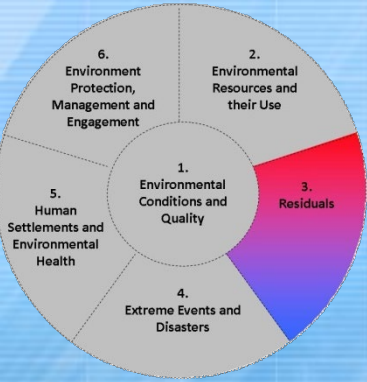 1.
Environmental
Conditions and
Quality
2.
Environmental
Resources and
their Use
3.
Residuals
4.
Extreme Events and
Disasters
5.
Human
Settlements and
Environmental
Health
6.
Environment
Protection,
Management and
Engagement